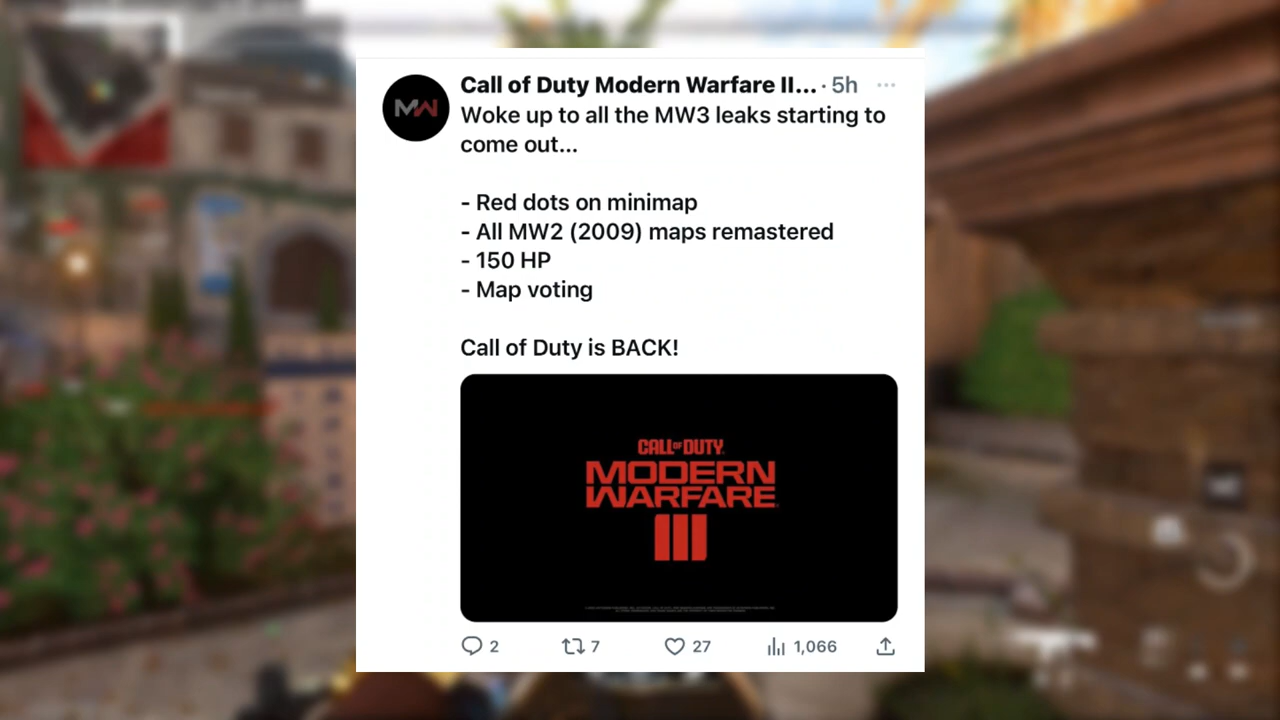 Call of Duty Modern Warfare II... · 5h ...
Woke up to all the MW3 leaks starting to
come out...
- Red dots on minimap
- All MW2 (2009) maps remastered
- 150 HP
- Map voting
Call of Duty is BACK!
CALL OF DUTY
MODERN
WARFARE
III
2 7 27 1,066